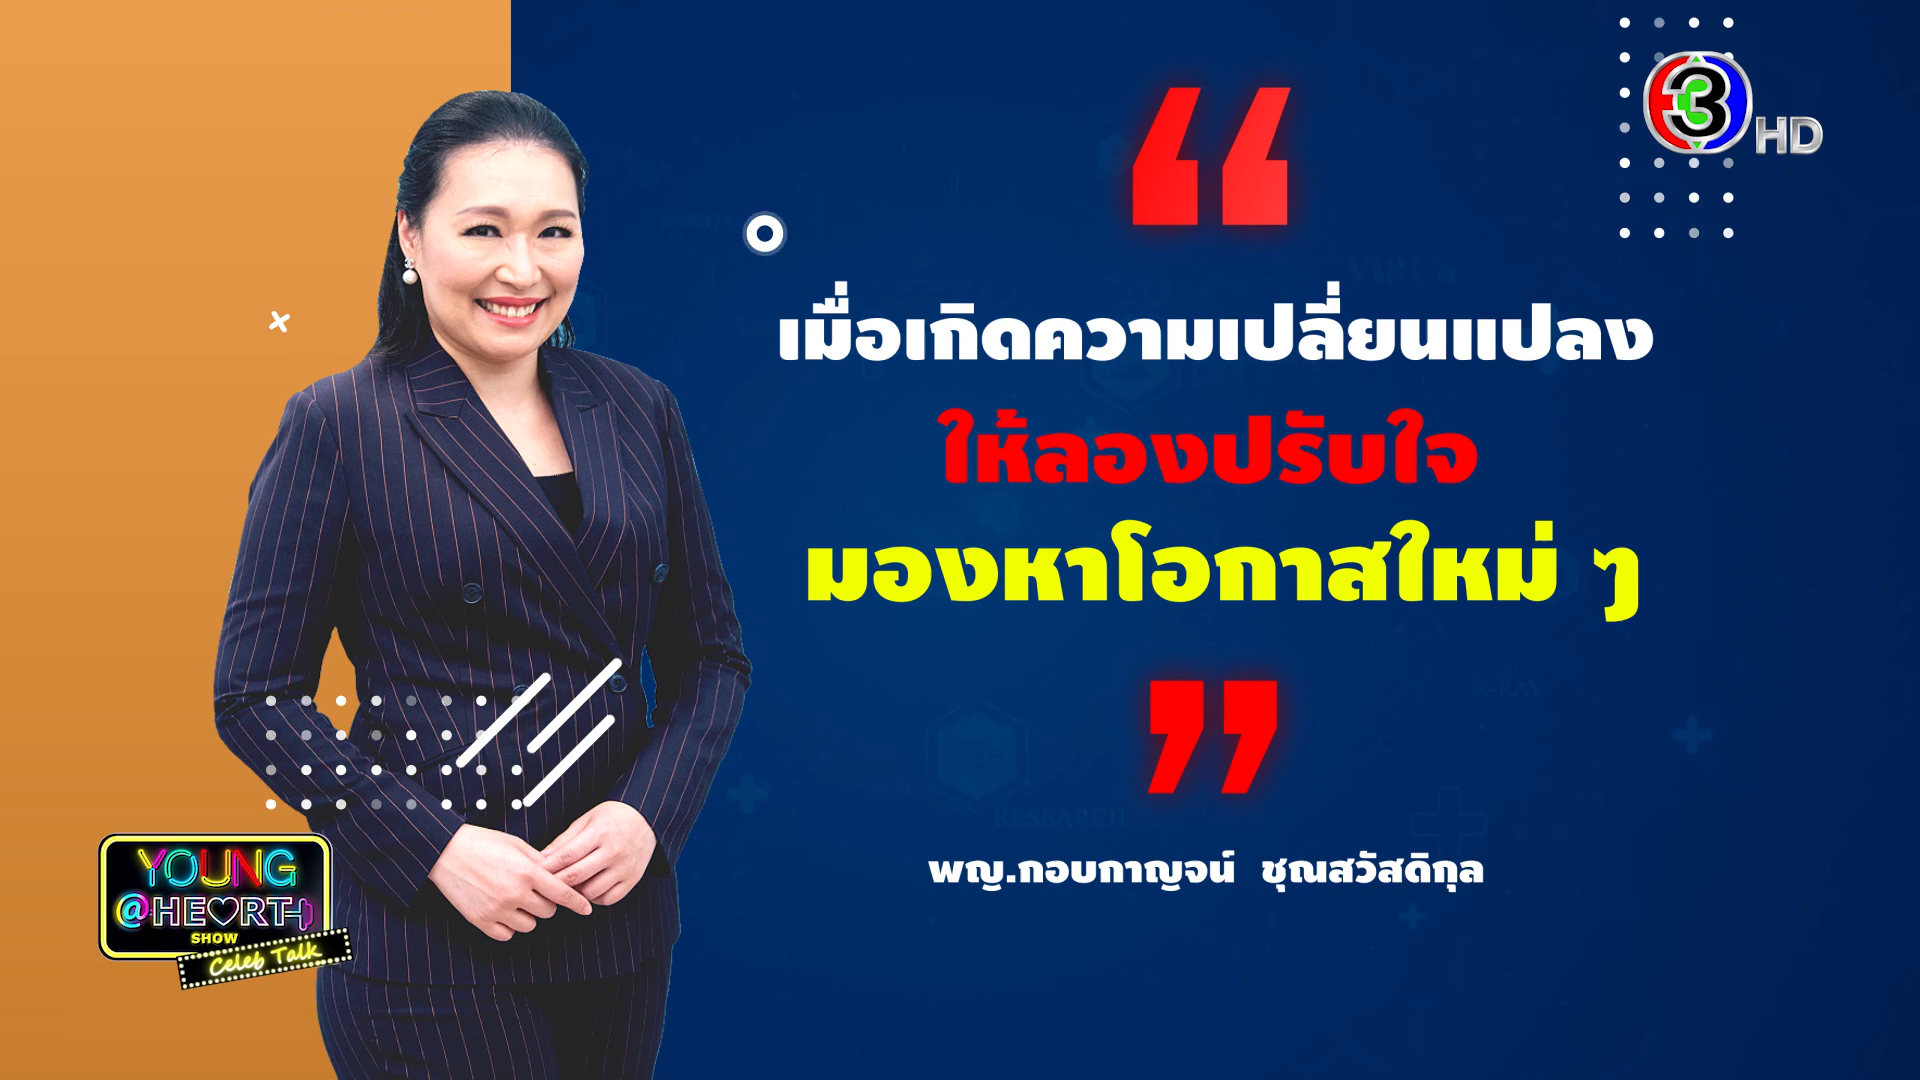 3 HD
เมื่อเกิดความเปลี่ยนแปลง
ให้ลองปรับใจ
มองหาโอกาสใหม่ ๆ
พญ.กอบกาญจน์ ชุณสวัสดิกุล
VIRUS
X-RAY
RESEARCH
YOUNG
@HEART
SHOW
Celeb Talk